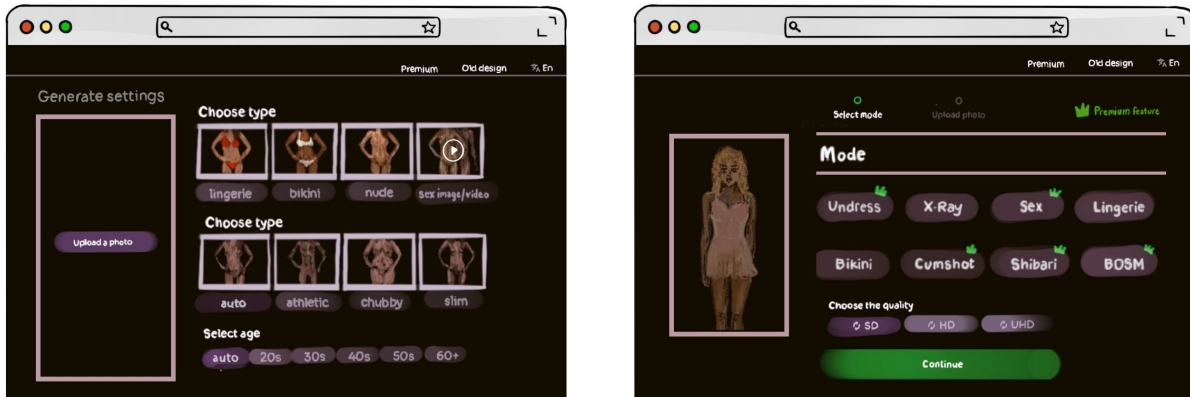 Premium Old design En
Generate settings
Choose type
lingerie bikini nude sex image/video
Upload a photo
Choose type
auto athletic chubby slim
Select age
auto 20s 30s 40s 50s 60+
Premium Old design En
Select mode Upload photo Premium feature
Mode
Undress X-Ray Sex Lingerie
Bikini Cumshot Shibari BDSM
Choose the quality
SD HD UHD
Continue